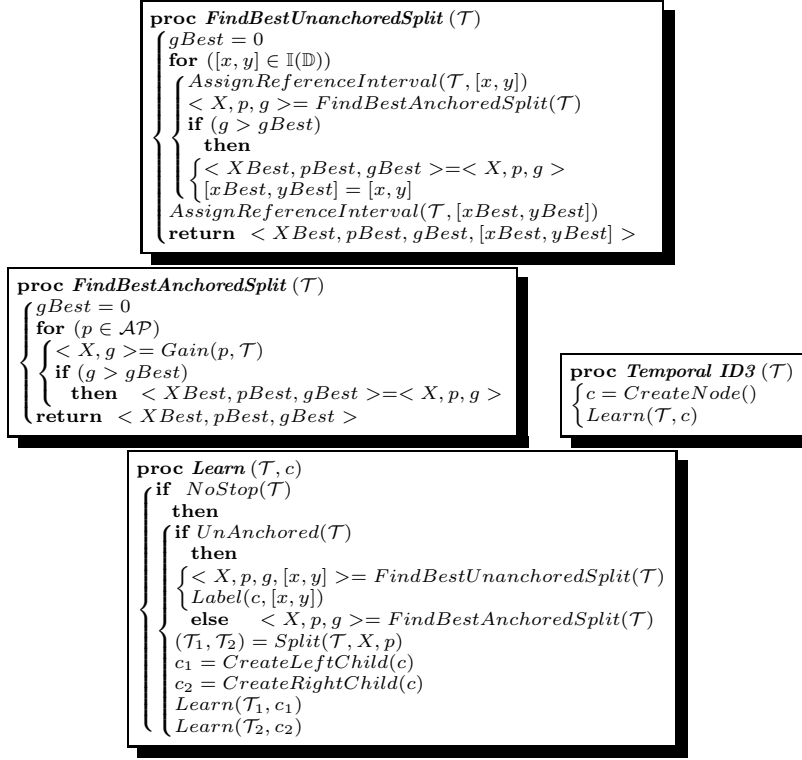 proc FindBestUnanchoredSplit (𝒯)
gBest = 0
for ([x, y] ∈ 𝕀(𝔻))
AssignReferenceInterval(𝒯, [x, y])
< X, p, g >= FindBestAnchoredSplit(𝒯)
if (g > gBest)
then
< XBest, pBest, gBest >=< X, p, g >
[xBest, yBest] = [x, y]
AssignReferenceInterval(𝒯, [xBest, yBest])
return < XBest, pBest, gBest, [xBest, yBest] >
proc FindBestAnchoredSplit (𝒯)
gBest = 0
for (p ∈ 𝒜𝒫)
< X, g >= Gain(p, 𝒯)
if (g > gBest)
then < XBest, pBest, gBest >=< X, p, g >
return < XBest, pBest, gBest >
proc Temporal ID3 (𝒯)
c = CreateNode()
Learn(𝒯, c)
proc Learn (𝒯, c)
if NoStop(𝒯)
then
if UnAnchored(𝒯)
then
< X, p, g, [x, y] >= FindBestUnanchoredSplit(𝒯)
Label(c, [x, y])
else < X, p, g >= FindBestAnchoredSplit(𝒯)
(𝒯₁, 𝒯₂) = Split(𝒯, X, p)
c₁ = CreateLeftChild(c)
c₂ = CreateRightChild(c)
Learn(𝒯₁, c₁)
Learn(𝒯₂, c₂)